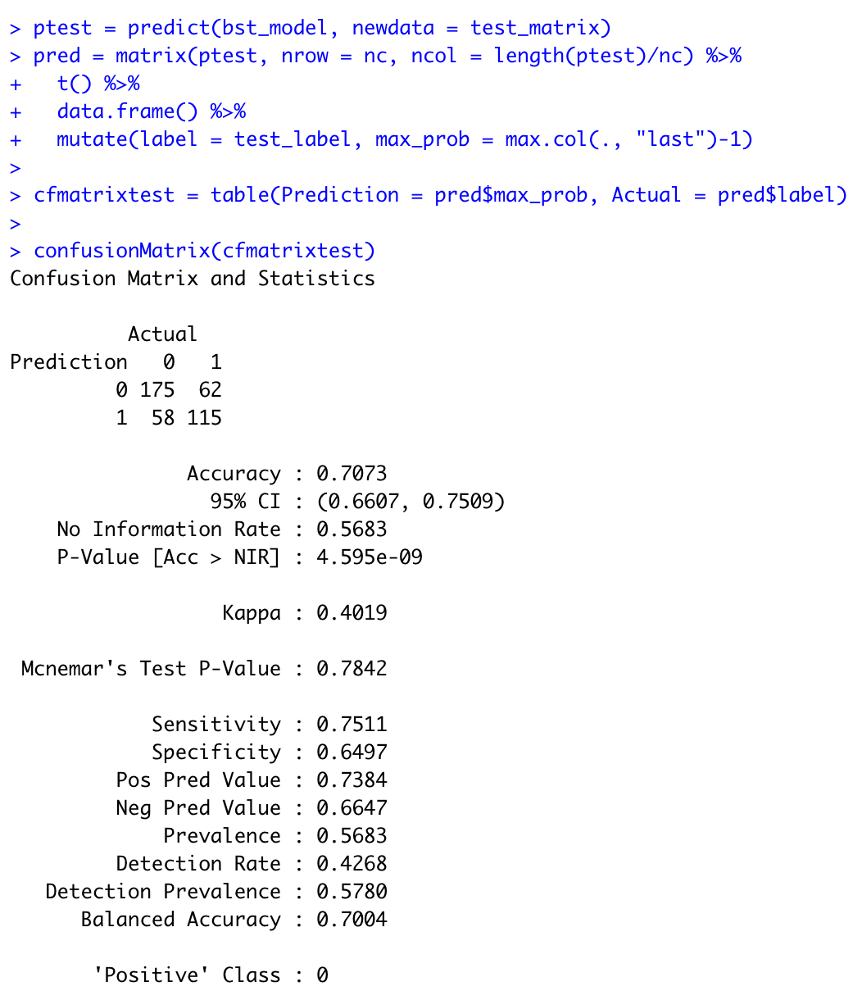 > ptest = predict(bst_model, newdata = test_matrix)
> pred = matrix(ptest, nrow = nc, ncol = length(ptest)/nc) %>%
+   t() %>%
+   data.frame() %>%
+   mutate(label = test_label, max_prob = max.col(., "last")-1)
>
> cfmatrixtest = table(Prediction = pred$max_prob, Actual = pred$label)
>
> confusionMatrix(cfmatrixtest)
Confusion Matrix and Statistics
          Actual
Prediction   0   1
         0 175  62
         1  58 115
               Accuracy : 0.7073
                 95% CI : (0.6607, 0.7509)
    No Information Rate : 0.5683
    P-Value [Acc > NIR] : 4.595e-09
                  Kappa : 0.4019
 Mcnemar's Test P-Value : 0.7842
            Sensitivity : 0.7511
            Specificity : 0.6497
         Pos Pred Value : 0.7384
         Neg Pred Value : 0.6647
             Prevalence : 0.5683
         Detection Rate : 0.4268
   Detection Prevalence : 0.5780
      Balanced Accuracy : 0.7004
       'Positive' Class : 0